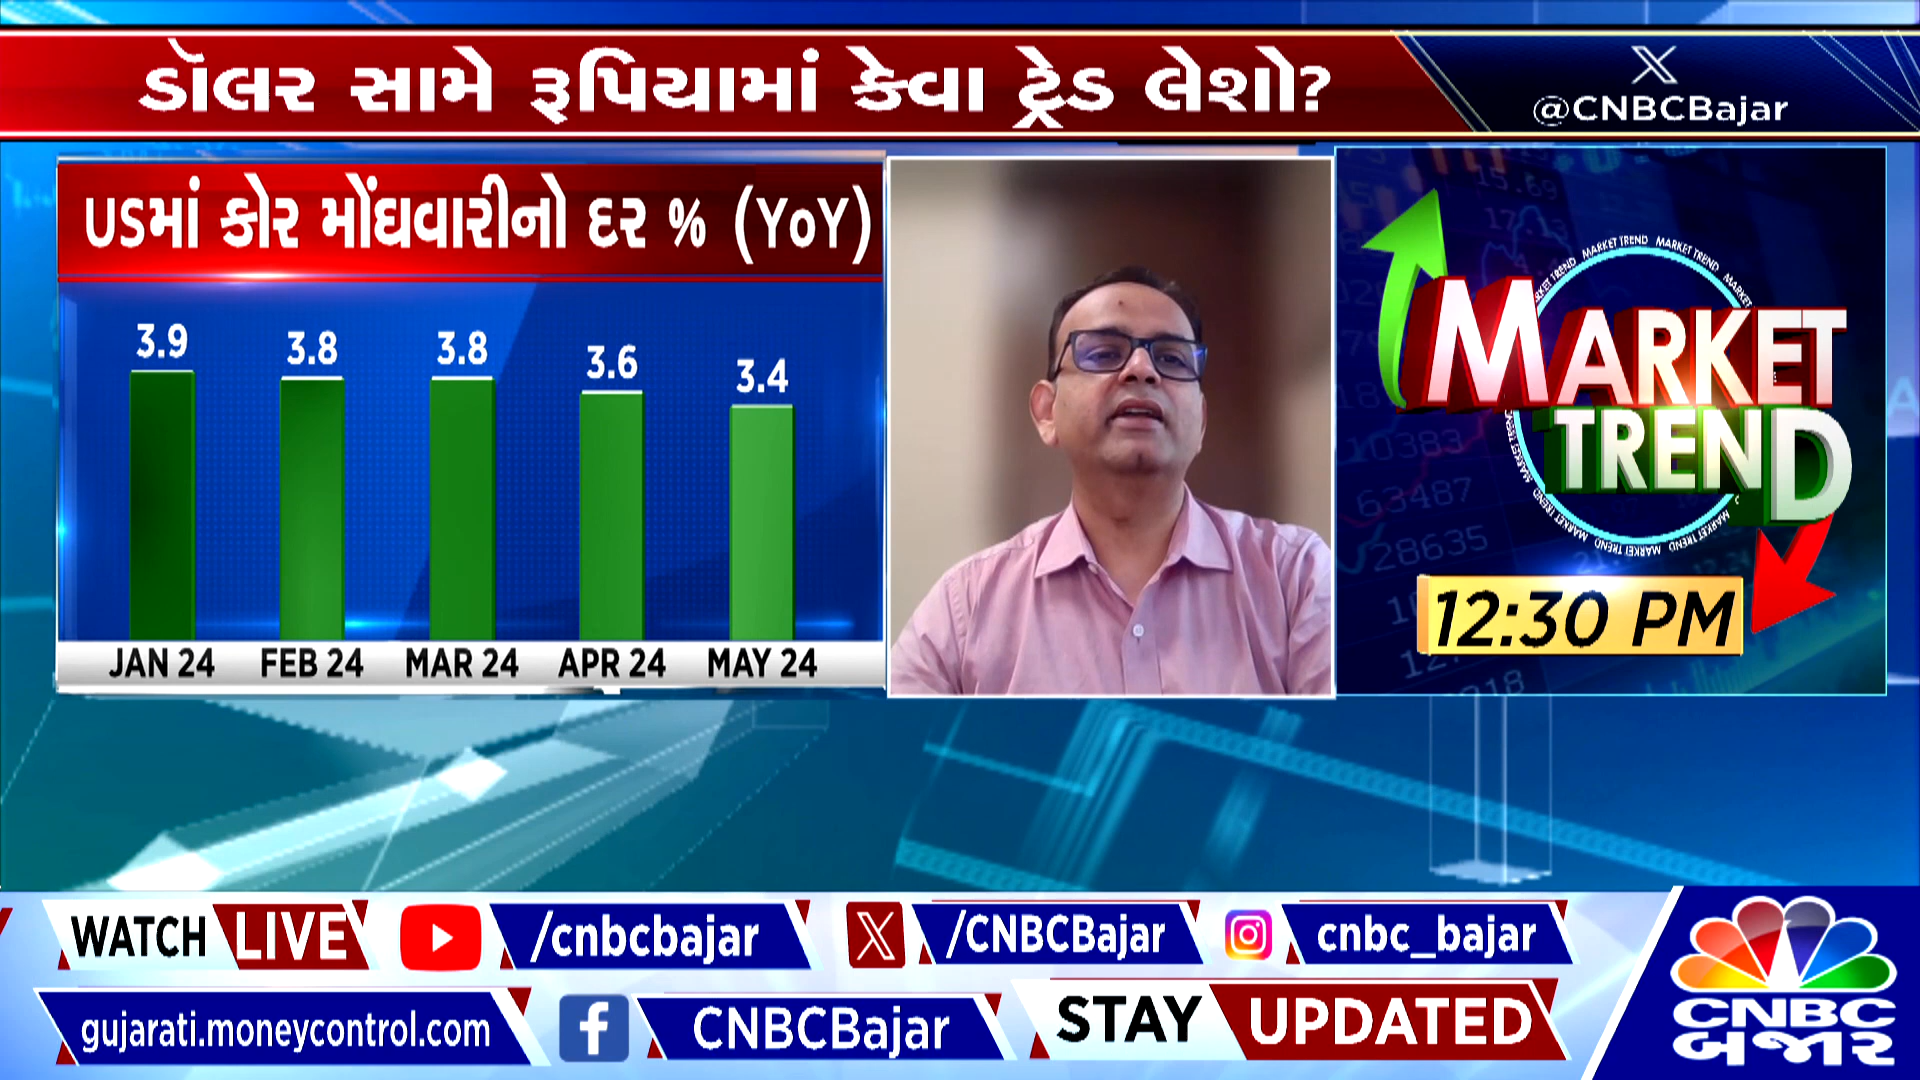 ડૉલર સામે રૂપિયામાં કેવા ટ્રેડ લેશો?
@CNBCBajar
USમાં કોર મોંઘવારીનો દર % (YoY)
3.9 3.8 3.8 3.6 3.4
JAN 24 FEB 24 MAR 24 APR 24 MAY 24
MARKET
TREND
12:30 PM
WATCH LIVE /cnbcbajar /CNBCBajar cnbc_bajar
gujarati.moneycontrol.com CNBCBajar STAY UPDATED
CNBC
બજાર